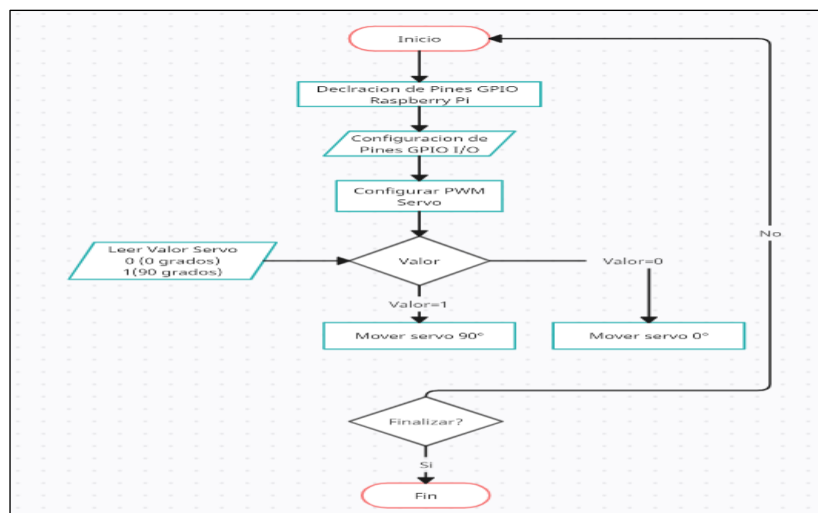 Inicio
Declracion de Pines GPIO
Raspberry Pi
Configuracion de
Pines GPIO I/O
Configurar PWM
Servo
No
Leer Valor Servo
0 (0 grados)
1(90 grados)
Valor
Valor=0
Valor=1
Mover servo 90°
Mover servo 0°
Finalizar?
Si
Fin